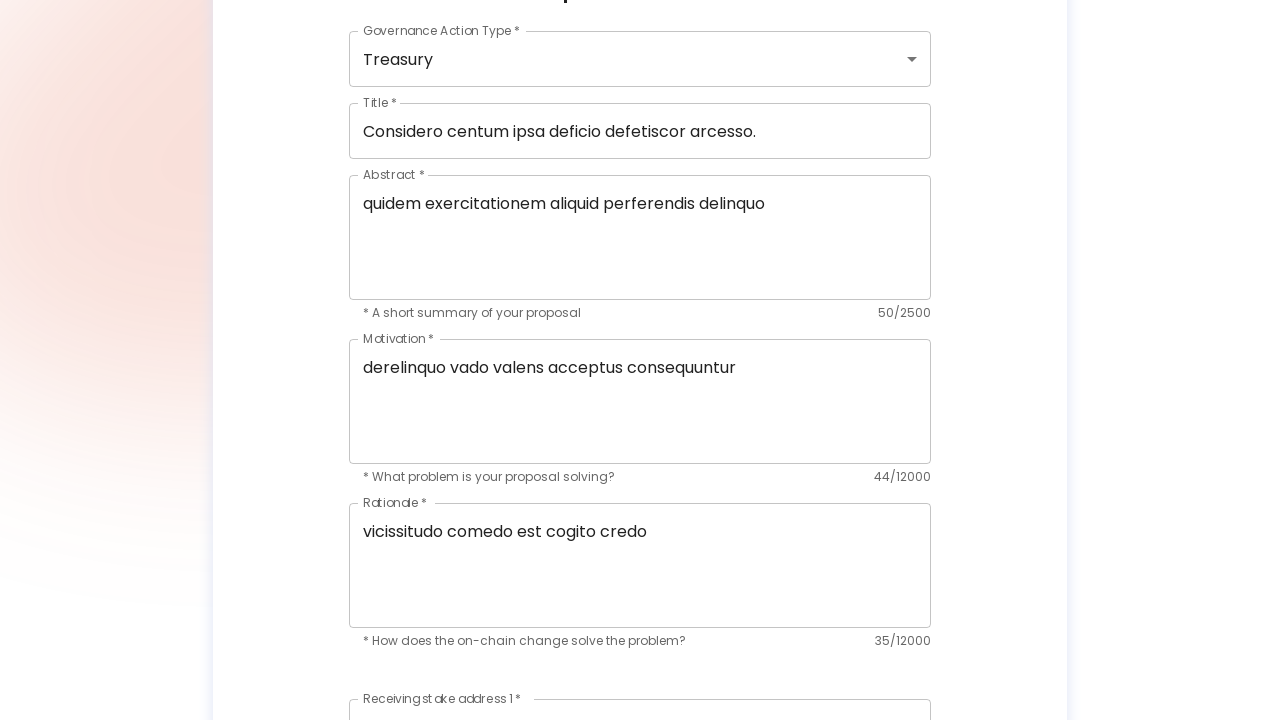 Governance Action Type *
Treasury
Title *
Considero centum ipsa deficio defetiscor arcesso.
Abstract *
quidem exercitationem aliquid perferendis delinquo
* A short summary of your proposal 50/2500
Motivation *
derelinquo vado valens acceptus consequuntur
* What problem is your proposal solving? 44/12000
Rationale *
vicissitudo comedo est cogito credo
* How does the on-chain change solve the problem? 35/12000
Receiving stake address 1 *